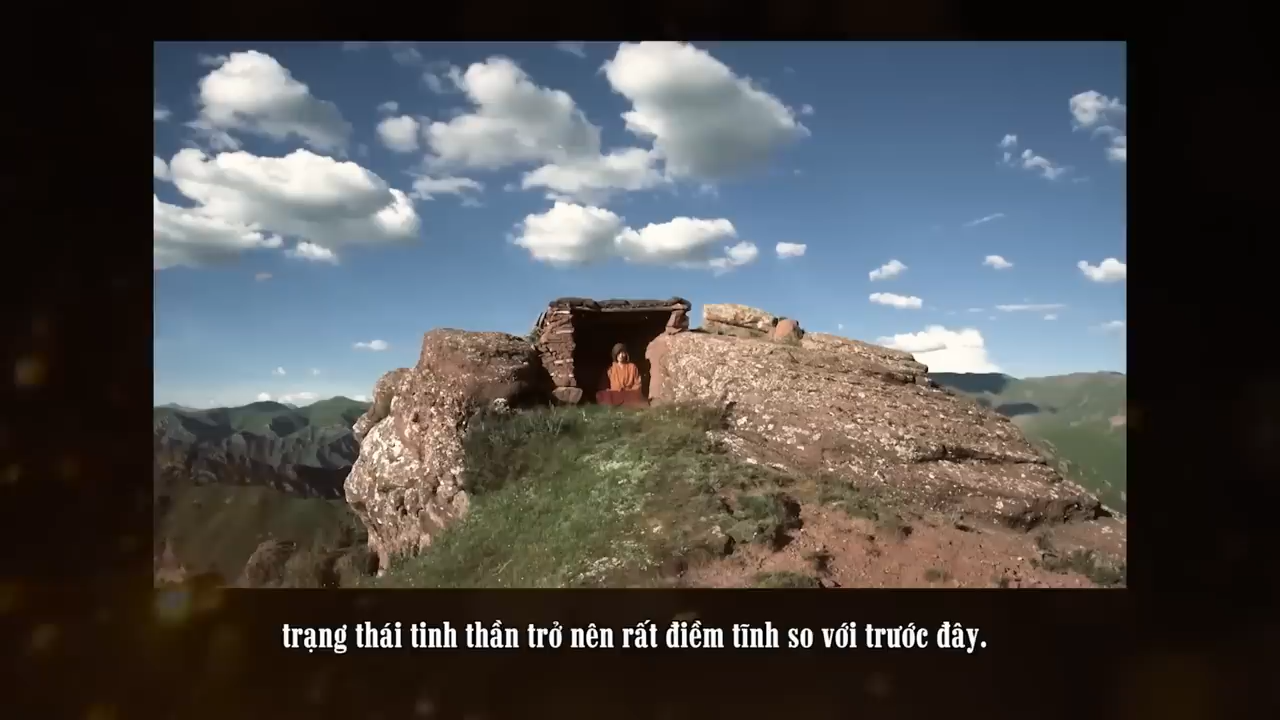 trạng thái tinh thần trở nên rất điềm tĩnh so với trước đây.